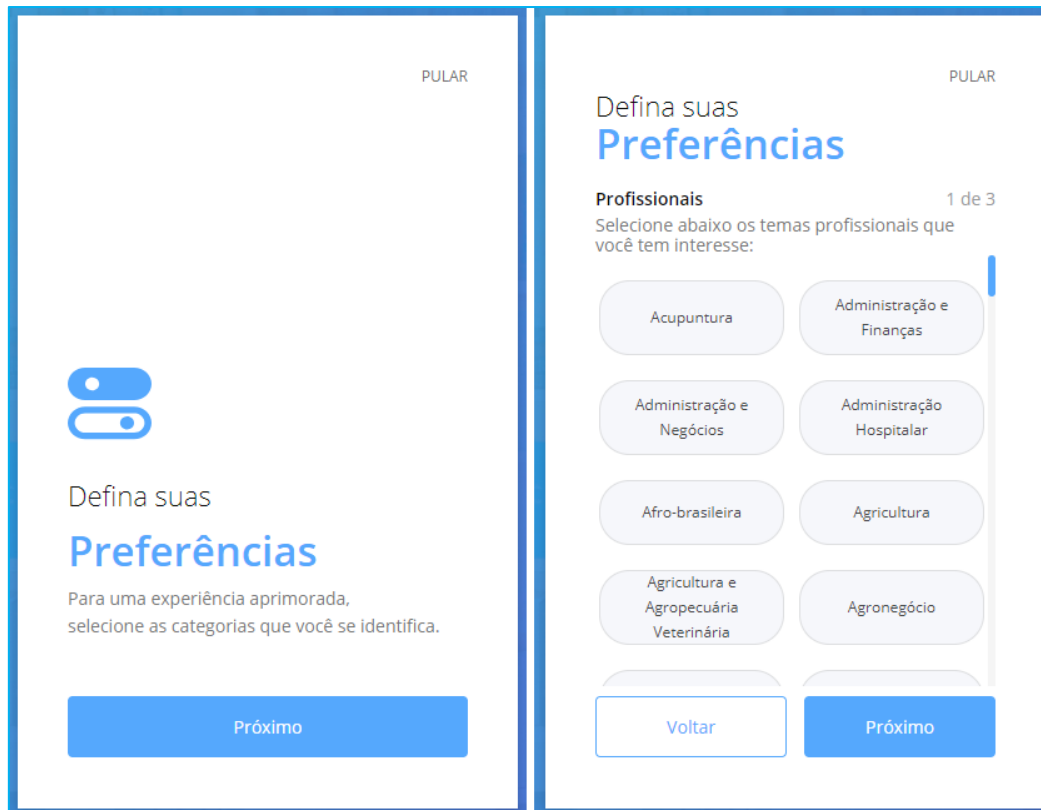 PULAR
Defina suas
Preferências
Para uma experiência aprimorada,
selecione as categorias que você se identifica.
Próximo
PULAR
Defina suas
Preferências
Profissionais 1 de 3
Selecione abaixo os temas profissionais que
você tem interesse:
Acupuntura
Administração e
Finanças
Administração e
Negócios
Administração
Hospitalar
Afro-brasileira
Agricultura
Agricultura e
Agropecuária
Veterinária
Agronegócio
Voltar
Próximo